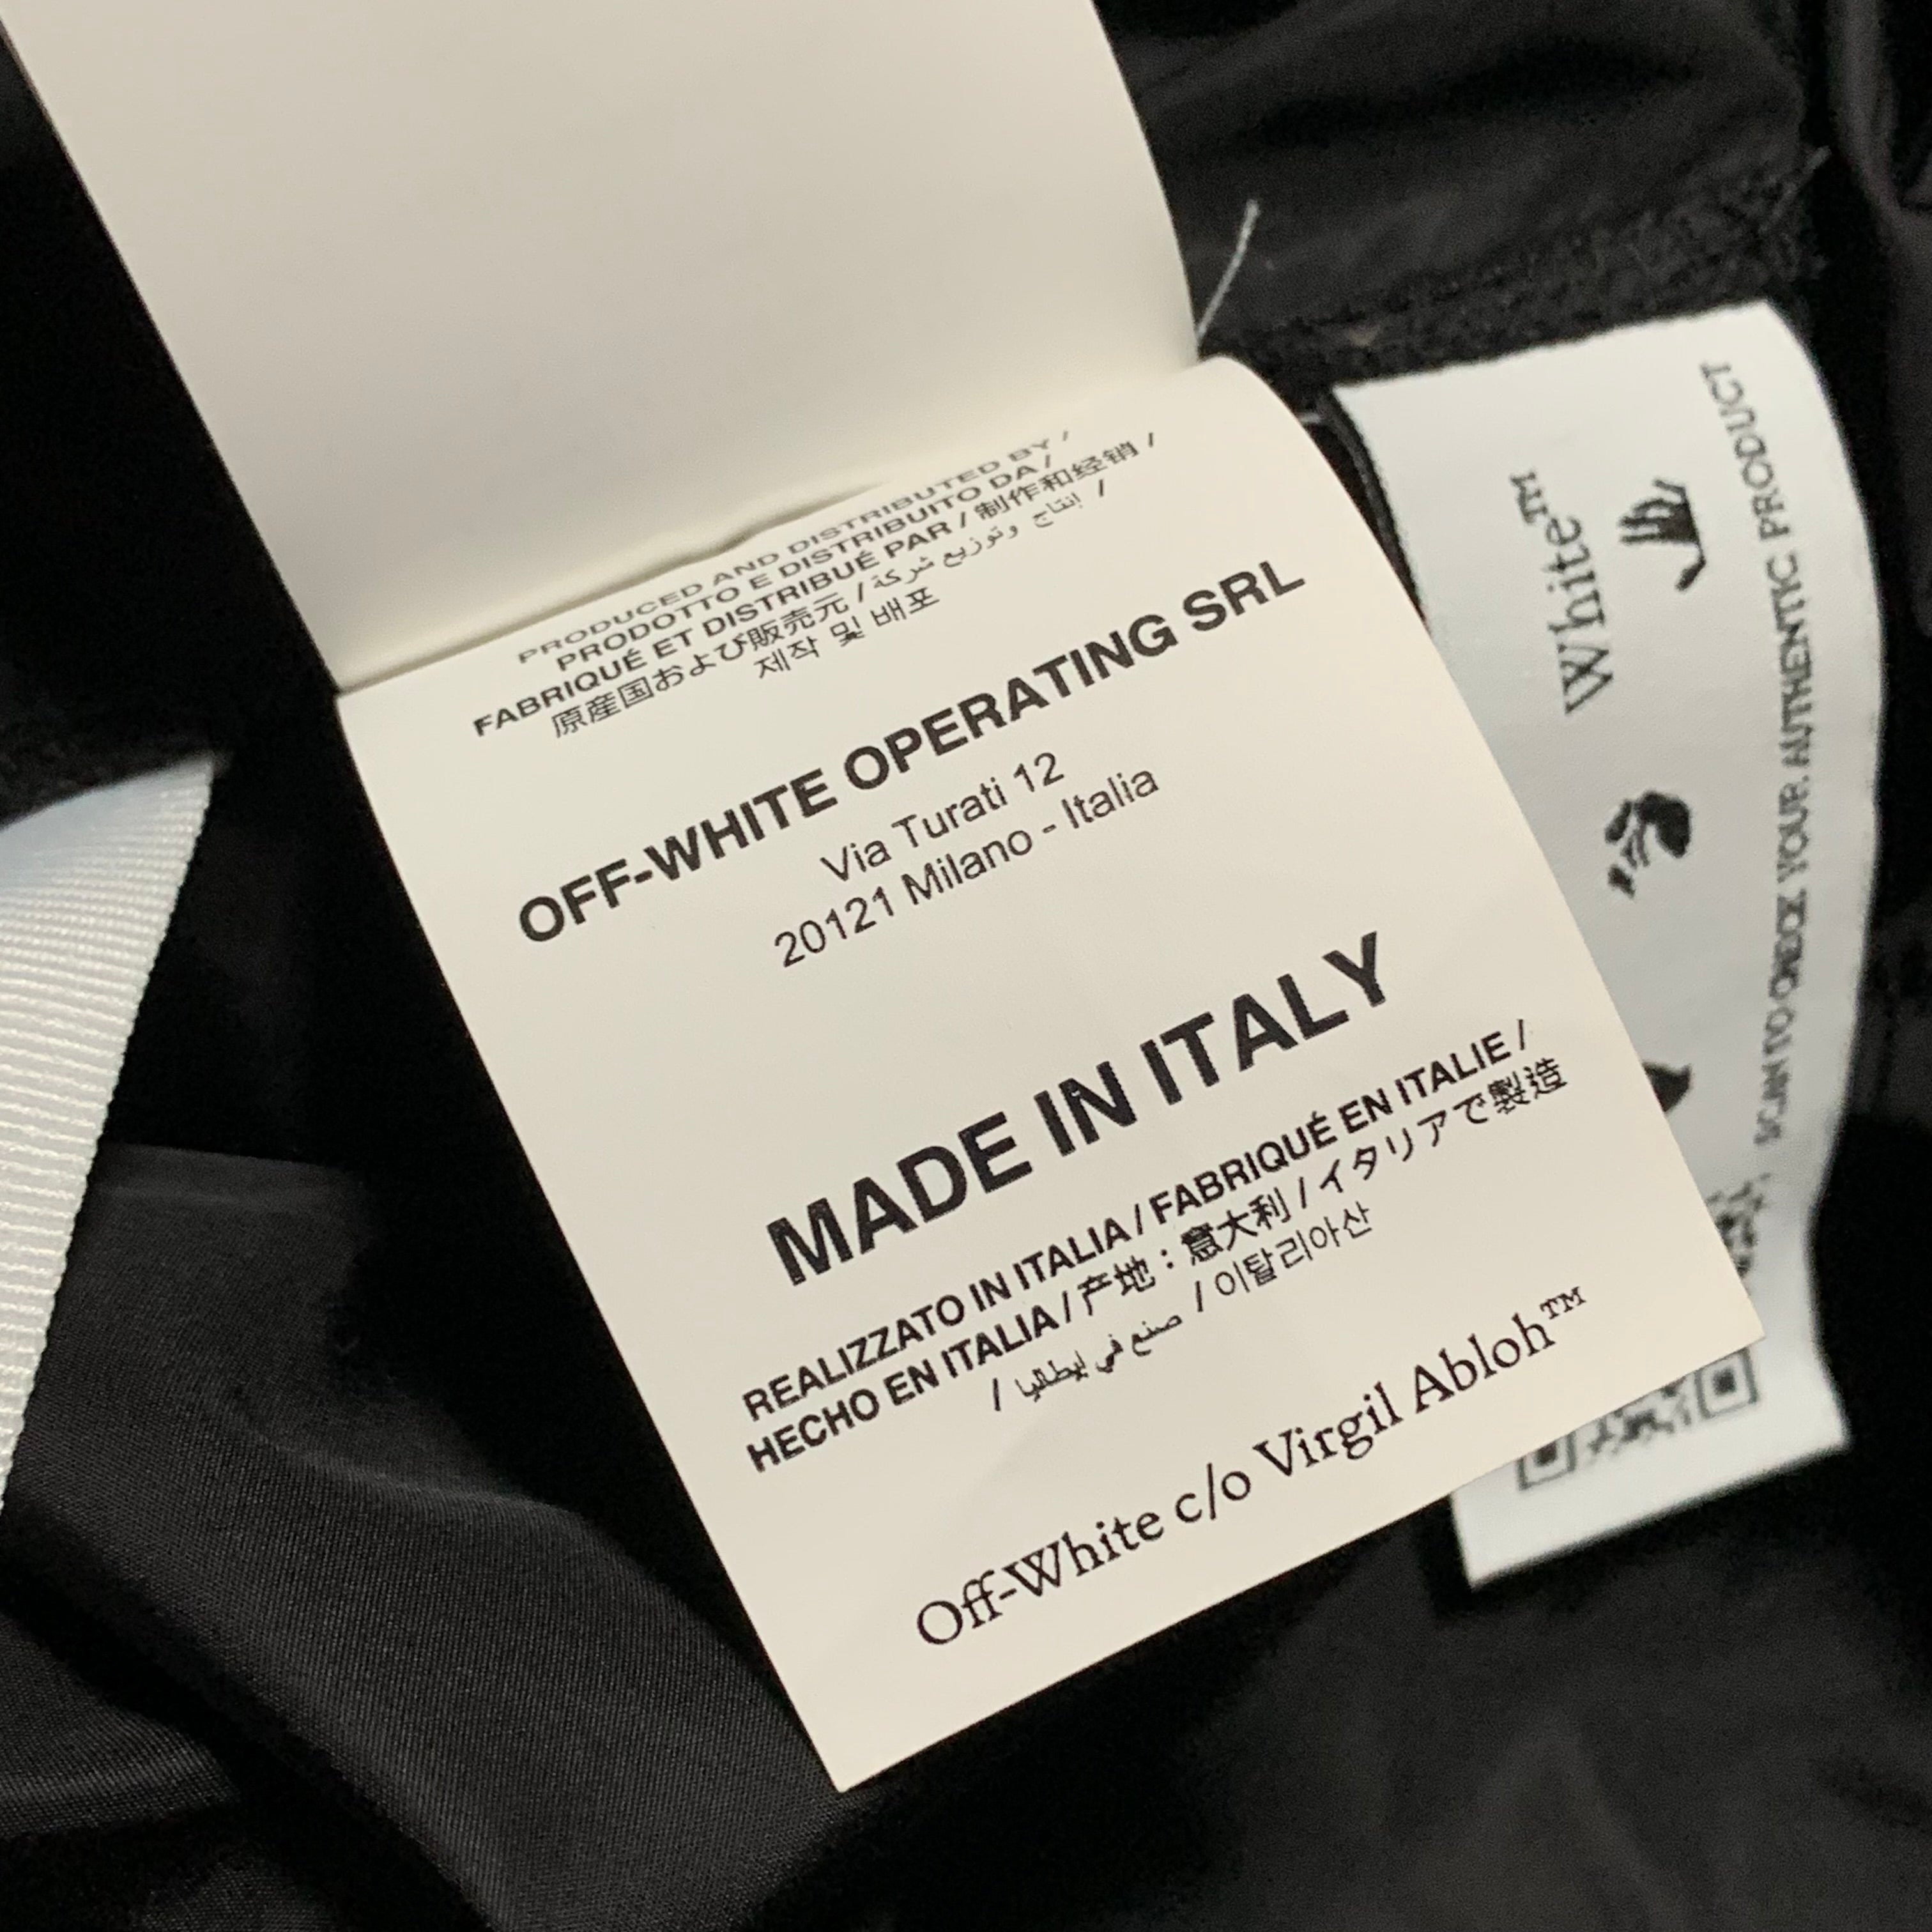 PRODUCED AND DISTRIBUTED BY /
PRODOTTO E DISTRIBUITO DA /
FABRIQUÉ ET DISTRIBUÉ PAR / 制作和经销 /
原産国および販売元 / إنتاج وتوزيع شركة /
제작 및 배포
OFF-WHITE OPERATING SRL
Via Turati 12
20121 Milano - Italia
MADE IN ITALY
REALIZZATO IN ITALIA / FABRIQUÉ EN ITALIE /
HECHO EN ITALIA / 产地：意大利 / イタリアで製造
/ صنع في إيطاليا / 이탈리아산
Off-White c/o Virgil Abloh™
White™
SCAN TO CHECK YOUR AUTHENTIC PRODUCT